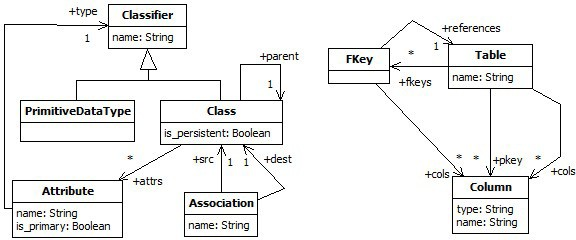 +type
1
Classifier
name: String
+parent
1
PrimitiveDataType
Class
is_persistent: Boolean
*
+attrs
+src
1
1
+dest
Attribute
name: String
is_primary: Boolean
Association
name: String
+references
1
FKey
*
+fkeys
Table
name: String
*
+cols
*
+pkey
*
+cols
Column
type: String
name: String